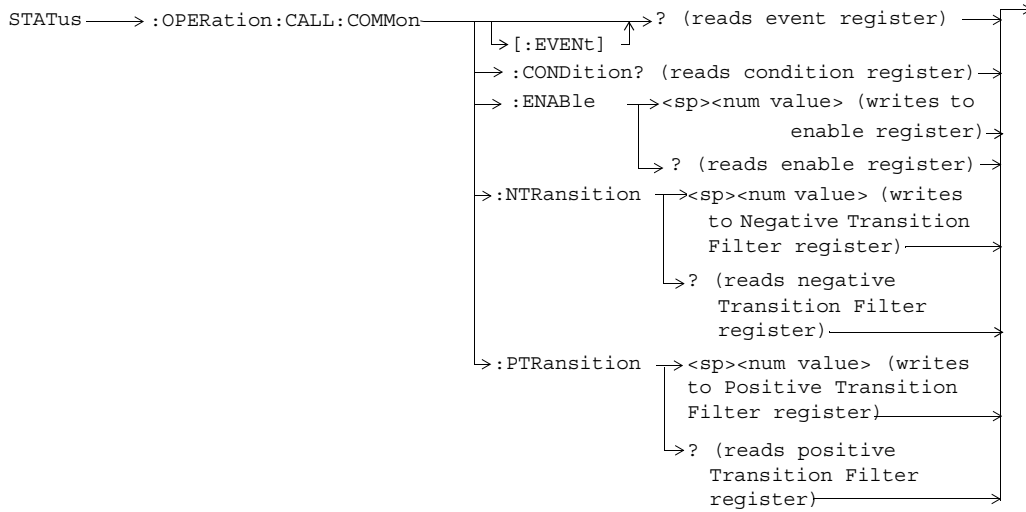 STATus :OPERation:CALL:COMMon ? (reads event register)
[:EVENt]
:CONDition? (reads condition register)
:ENABle <sp><num value> (writes to
enable register)
? (reads enable register)
:NTRansition <sp><num value> (writes
to Negative Transition
Filter register)
? (reads negative
Transition Filter
register)
:PTRansition <sp><num value> (writes
to Positive Transition
Filter register)
? (reads positive
Transition Filter
register)